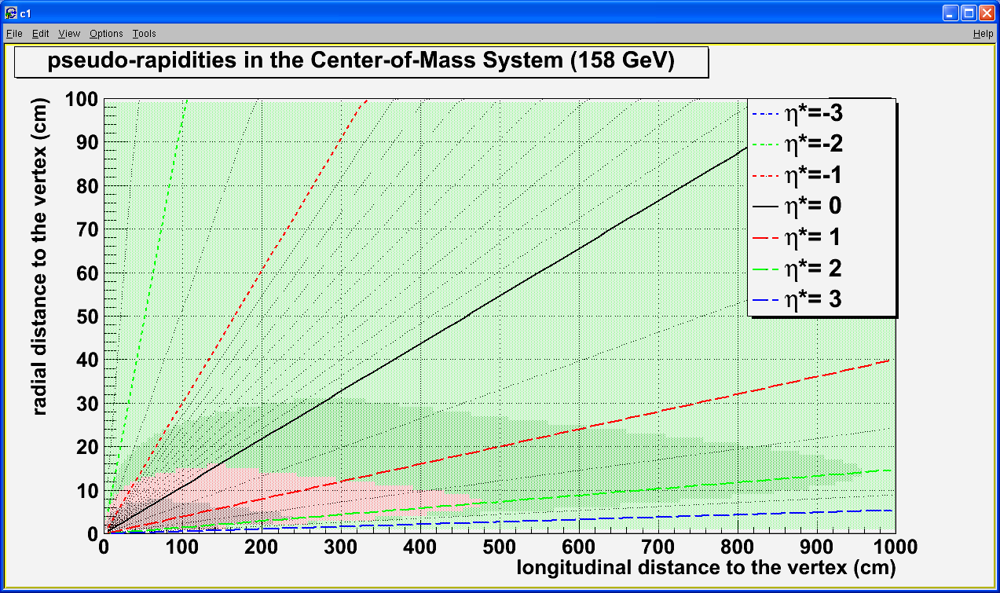 c1
File Edit View Options Tools Help
pseudo-rapidities in the Center-of-Mass System (158 GeV)
radial distance to the vertex (cm)
100
90
80
70
60
50
40
30
20
10
0
η*=-3
η*=-2
η*=-1
η*= 0
η*= 1
η*= 2
η*= 3
0 100 200 300 400 500 600 700 800 900 1000
longitudinal distance to the vertex (cm)